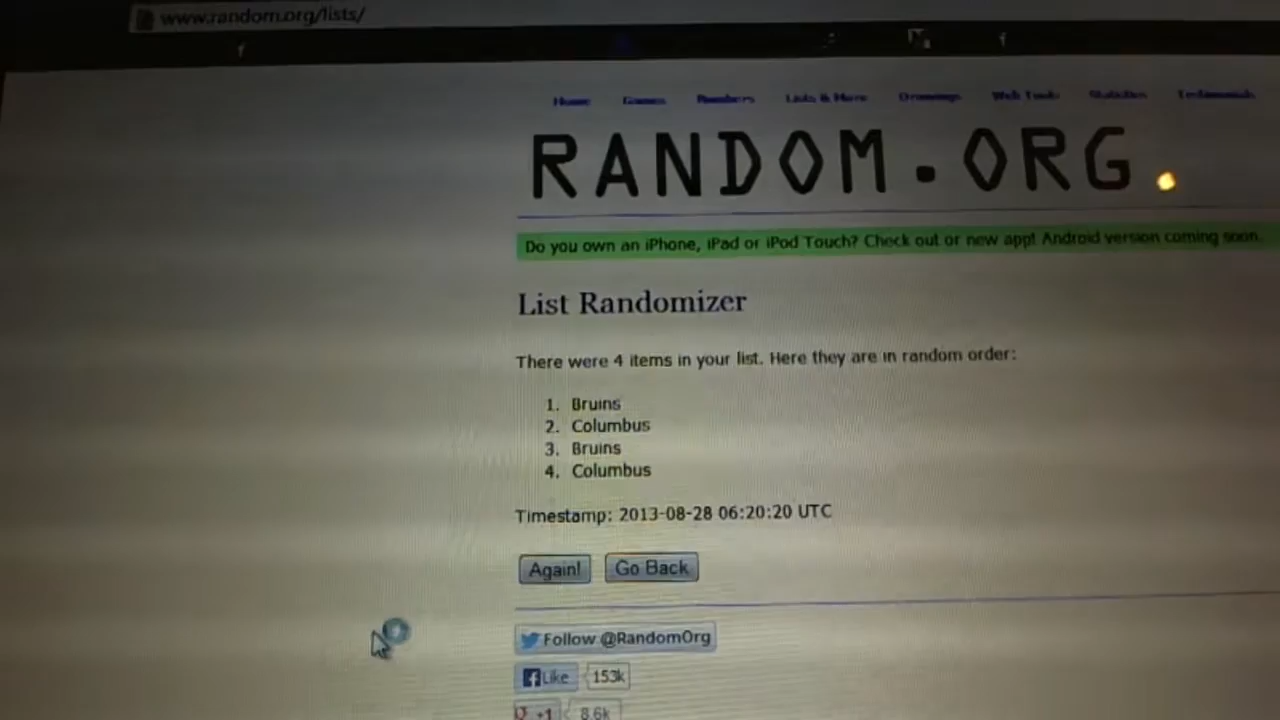 www.random.org/lists/
Home Games Numbers Lists & More Drawings Web Tools Statistics Testimonials
RANDOM.ORG
Do you own an iPhone, iPad or iPod Touch? Check out or new app! Android version coming soon.
List Randomizer
There were 4 items in your list. Here they are in random order:
1. Bruins
2. Columbus
3. Bruins
4. Columbus
Timestamp: 2013-08-28 06:20:20 UTC
Again! Go Back
Follow @RandomOrg
Like 153k
+1 8.6k